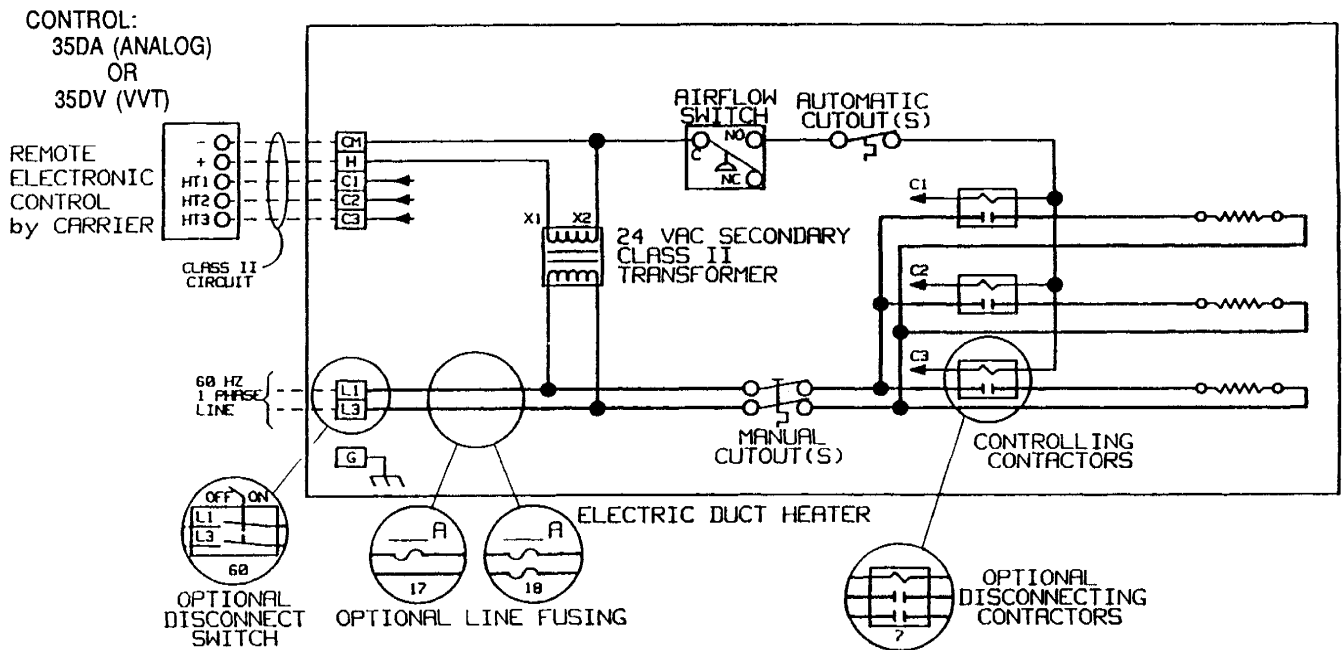 CONTROL:
35DA (ANALOG)
OR
35DV (VVT)
REMOTE
ELECTRONIC
CONTROL
by CARRIER
-
+
HT1
HT2
HT3
CLASS II
CIRCUIT
CM
H
C1
C2
C3
AIRFLOW
SWITCH
C
NO
NC
AUTOMATIC
CUTOUT(S)
X1
X2
24 VAC SECONDARY
CLASS II
TRANSFORMER
C1
C2
C3
60 HZ
1 PHASE
LINE
L1
L3
G
MANUAL
CUTOUT(S)
CONTROLLING
CONTACTORS
ELECTRIC DUCT HEATER
OFF
ON
L1
L3
60
OPTIONAL
DISCONNECT
SWITCH
___ A
17
___ A
18
OPTIONAL LINE FUSING
7
OPTIONAL
DISCONNECTING
CONTACTORS